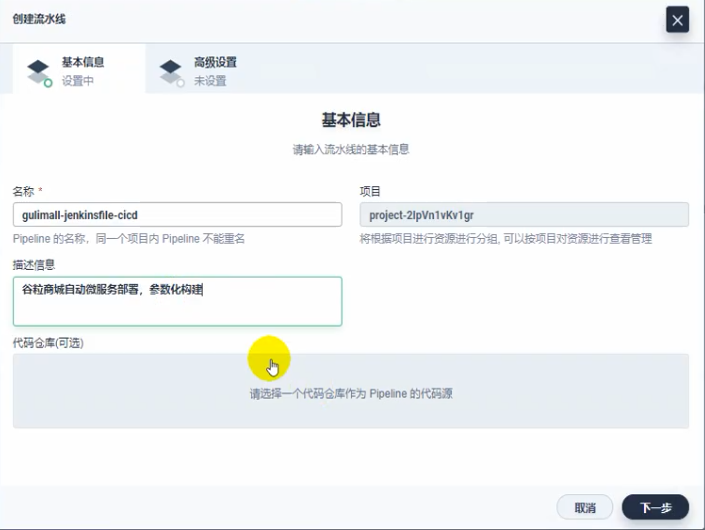 创建流水线
基本信息
设置中
高级设置
未设置
基本信息
请输入流水线的基本信息
名称 *
项目
gulimall-jenkinsfile-cicd
project-2lpVn1vKv1gr
Pipeline 的名称，同一个项目内 Pipeline 不能重名
将根据项目进行资源进行分组, 可以按项目对资源进行查看管理
描述信息
谷粒商城自动微服务部署，参数化构建
代码仓库(可选)
请选择一个代码仓库作为 Pipeline 的代码源
取消
下一步